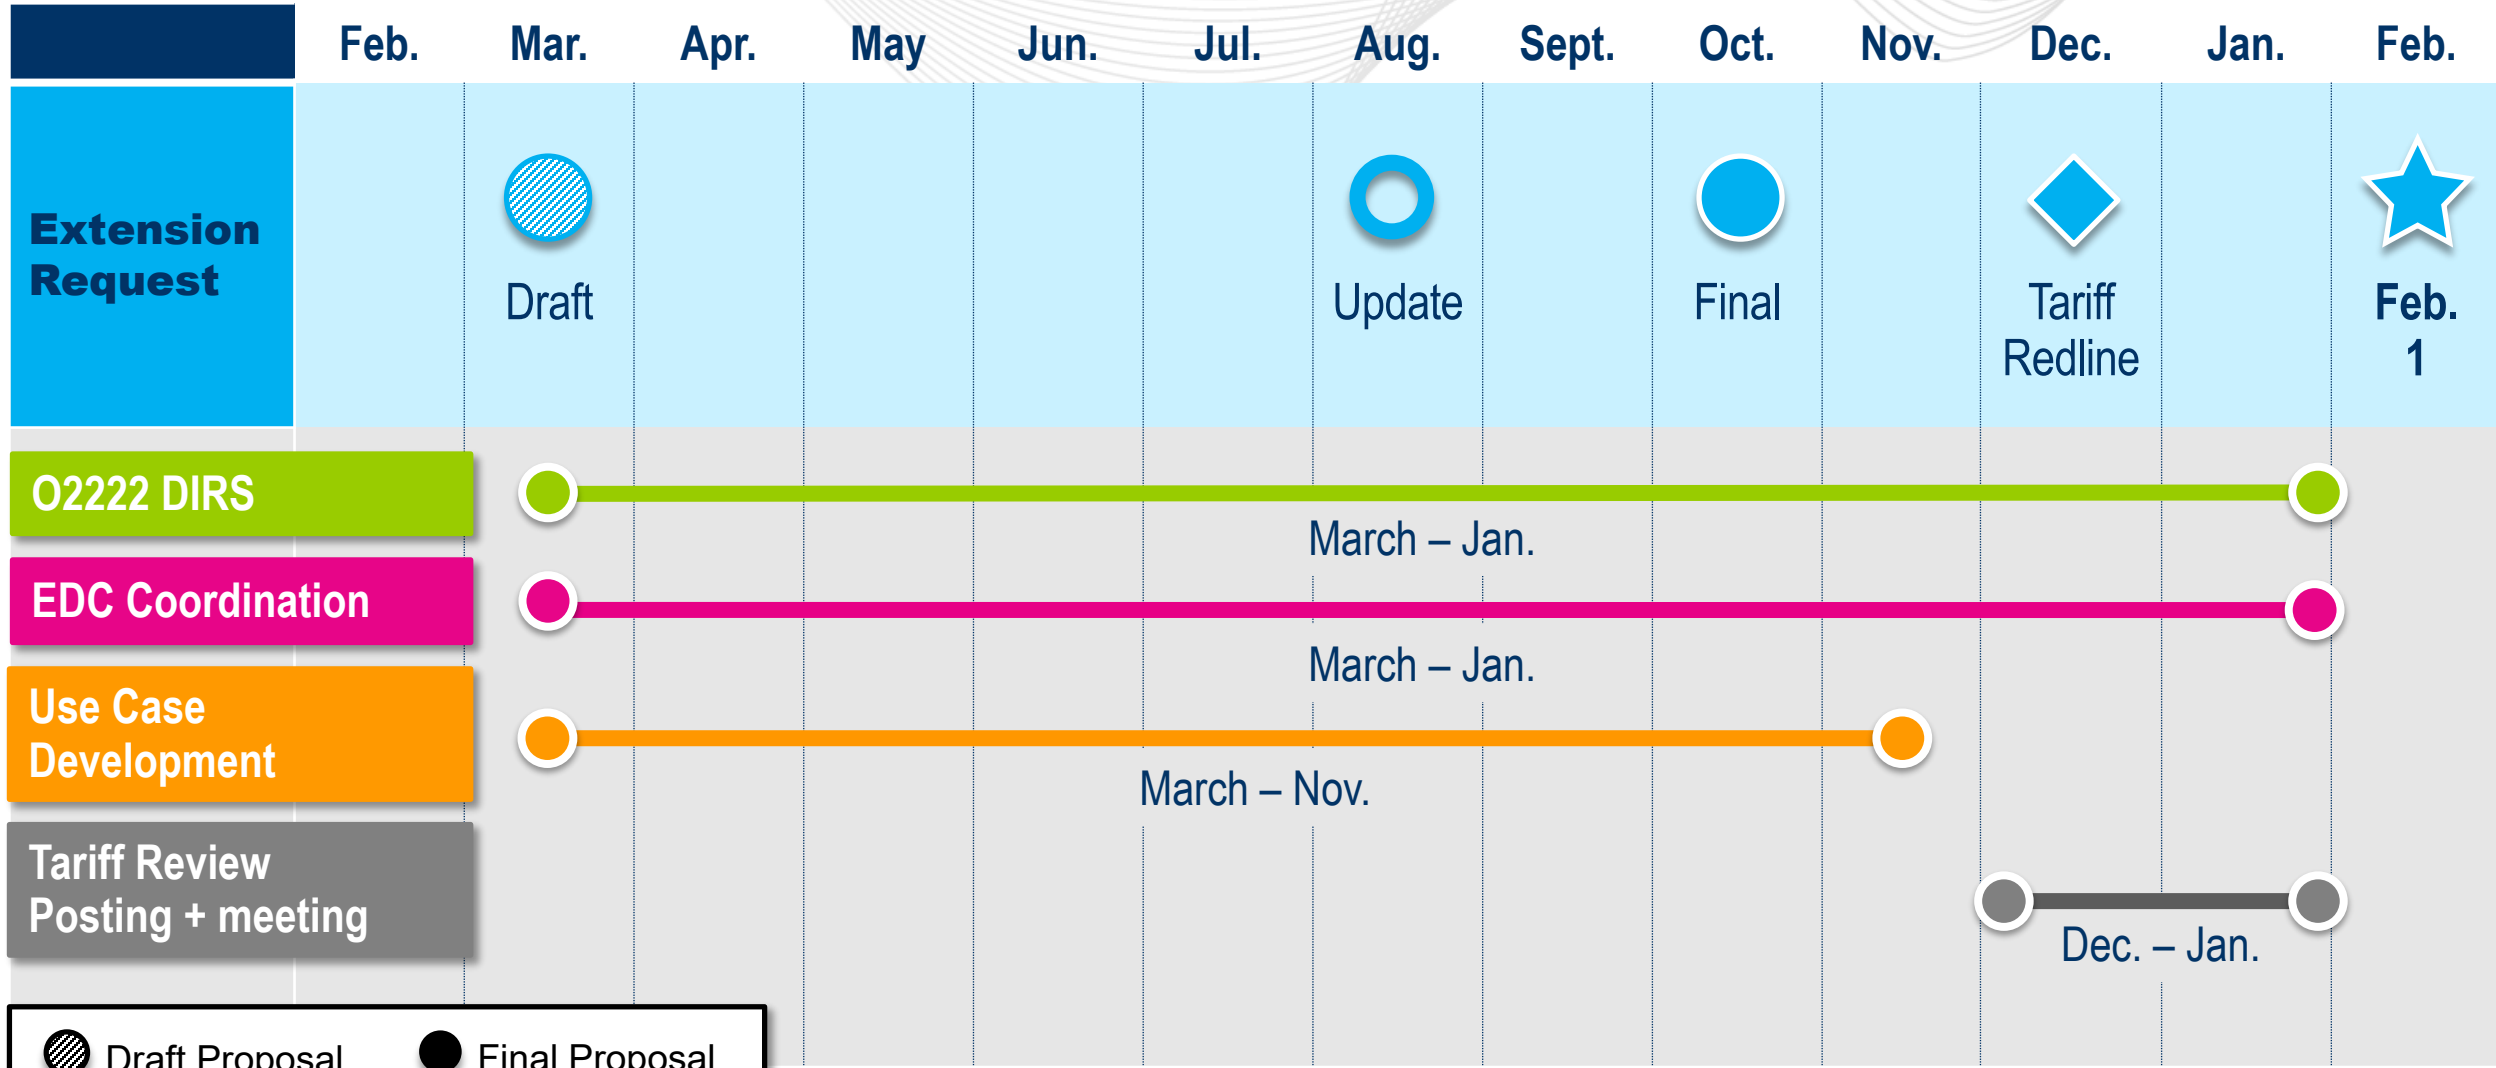 Feb. Mar. Apr. May Jun. Jul. Aug. Sept. Oct. Nov. Dec. Jan. Feb.
Extension
Request
Draft Update Final Tariff
Redline
Feb.
1
O2222 DIRS
March – Jan.
EDC Coordination
March – Jan.
Use Case
Development
March – Nov.
Tariff Review
Posting + meeting
Dec. – Jan.
Draft Proposal Final Proposal